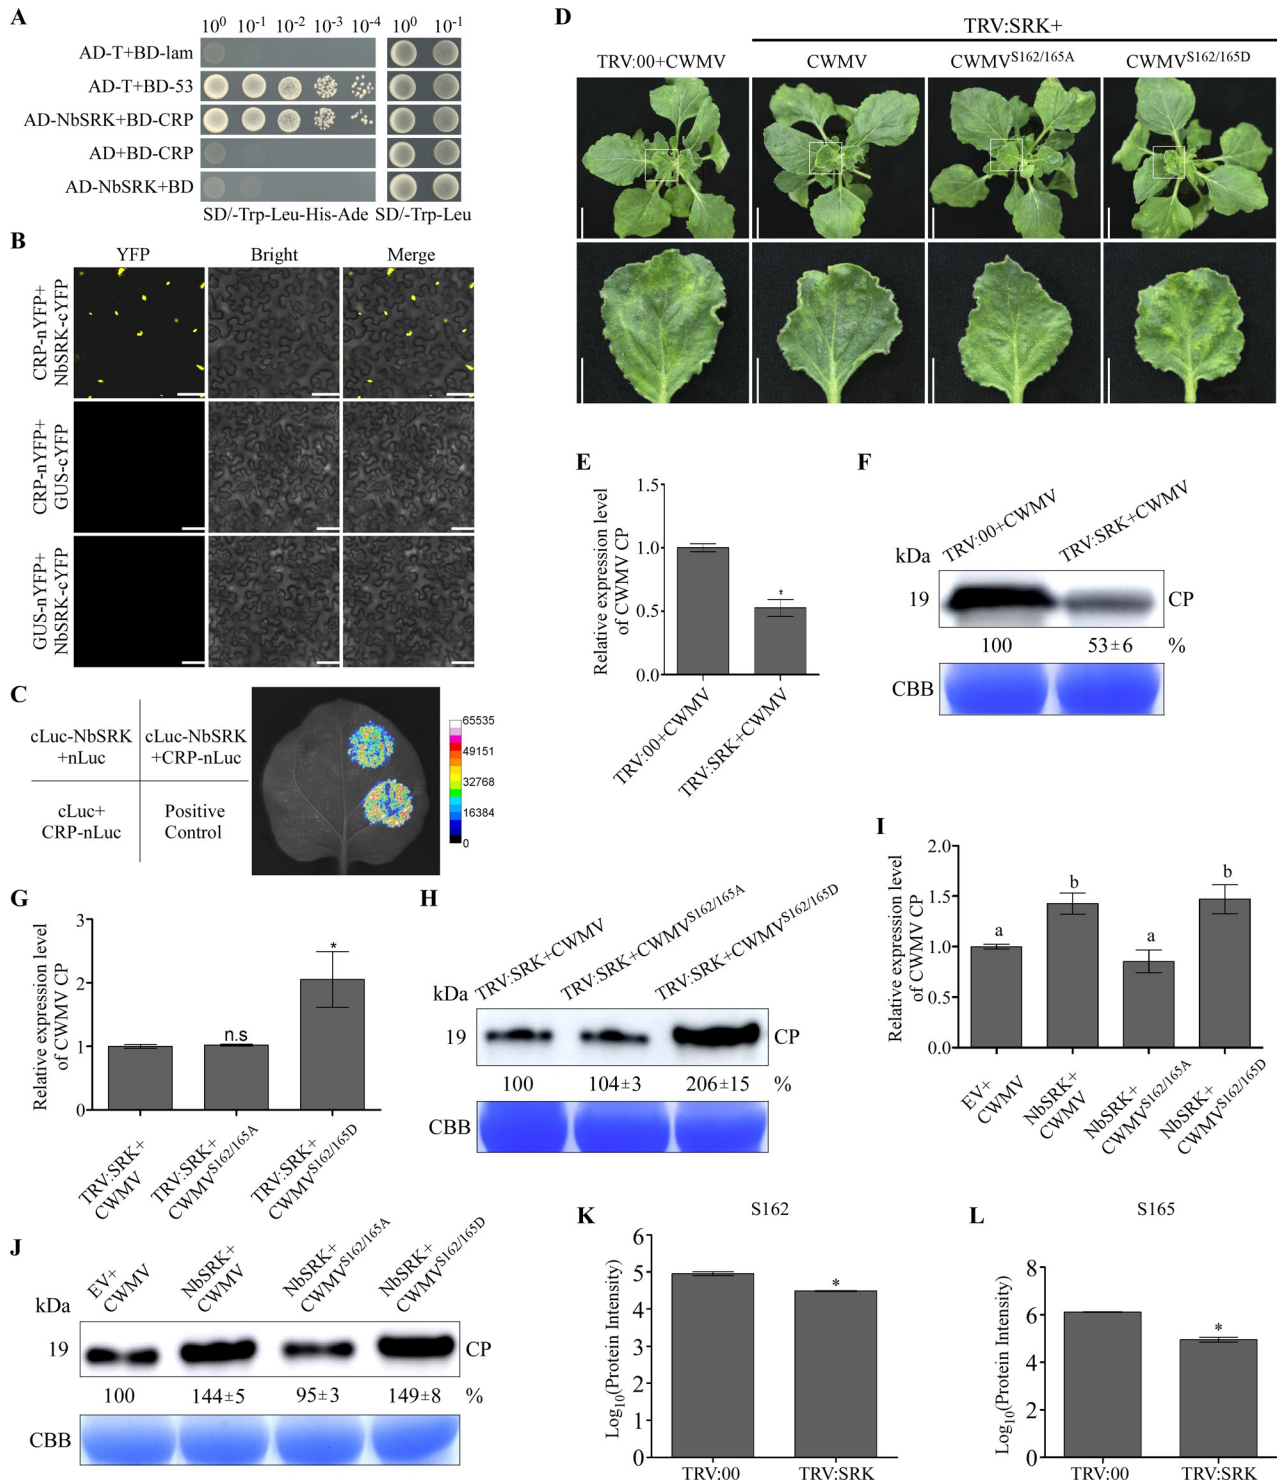 A
10⁰ 10⁻¹ 10⁻² 10⁻³ 10⁻⁴ 10⁰ 10⁻¹
AD-T+BD-lam
AD-T+BD-53
AD-NbSRK+BD-CRP
AD+BD-CRP
AD-NbSRK+BD
SD/-Trp-Leu-His-Ade SD/-Trp-Leu
B
YFP Bright Merge
CRP-nYFP+
NbSRK-cYFP
CRP-nYFP+
GUS-cYFP
GUS-nYFP+
NbSRK-cYFP
C
cLuc-NbSRK
+nLuc
cLuc-NbSRK
+CRP-nLuc
cLuc+
CRP-nLuc
Positive
Control
65535
49151
32768
16384
0
D
TRV:SRK+
TRV:00+CWMV CWMV CWMV^S162/165A CWMV^S162/165D
E
Relative expression level
of CWMV CP
1.5
1.0
0.5
0.0
*
TRV:00+CWMV
TRV:SRK+CWMV
F
kDa
TRV:00+CWMV
TRV:SRK+CWMV
19 CP
100 53±6 %
CBB
G
Relative expression level
of CWMV CP
3
2
1
0
n.s
*
TRV:SRK+
CWMV
TRV:SRK+
CWMV^S162/165A
TRV:SRK+
CWMV^S162/165D
H
kDa
TRV:SRK+CWMV
TRV:SRK+CWMV^S162/165A
TRV:SRK+CWMV^S162/165D
19 CP
100 104±3 206±15 %
CBB
I
Relative expression level
of CWMV CP
2.0
1.5
1.0
0.5
0.0
a b a b
EV+
CWMV
NbSRK+
CWMV
NbSRK+
CWMV^S162/165A
NbSRK+
CWMV^S162/165D
J
kDa
EV+
CWMV
NbSRK+
CWMV
NbSRK+
CWMV^S162/165A
NbSRK+
CWMV^S162/165D
19 CP
100 144±5 95±3 149±8 %
CBB
K
S162
Log₁₀(Protein Intensity)
6
5
4
3
2
1
0
*
TRV:00 TRV:SRK
L
S165
Log₁₀(Protein Intensity)
8
6
4
2
0
*
TRV:00 TRV:SRK